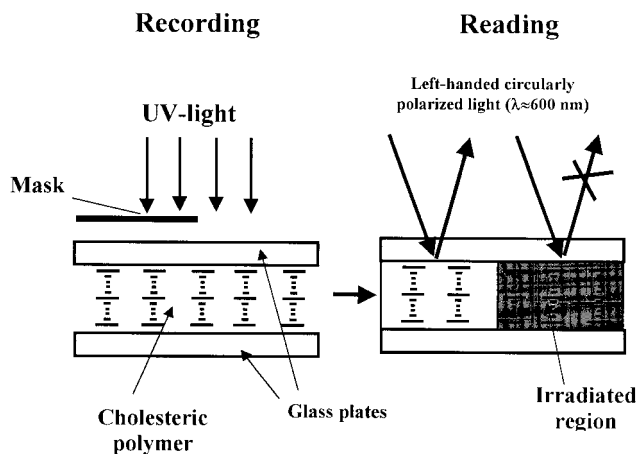 Recording
Reading
Left-handed circularly
polarized light (λ≈600 nm)
UV-light
Mask
Cholesteric
polymer
Glass plates
Irradiated
region